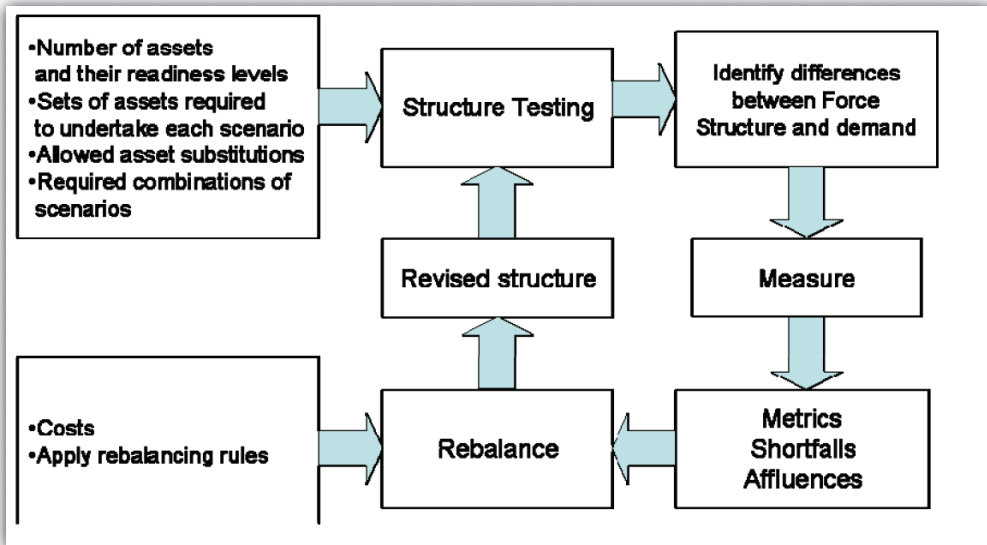 •Number of assets
and their readiness levels
•Sets of assets required
to undertake each scenario
•Allowed asset substitutions
•Required combinations of
scenarios
Structure Testing
Identify differences
between Force
Structure and demand
Revised structure
Measure
•Costs
•Apply rebalancing rules
Rebalance
Metrics
Shortfalls
Affluences